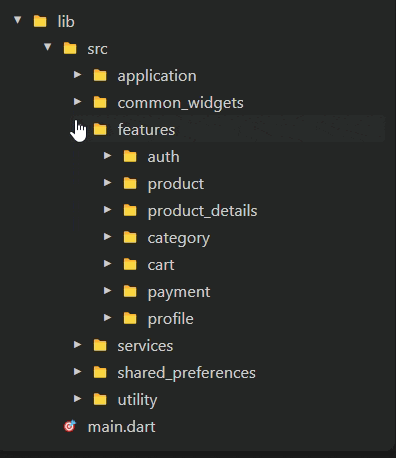 lib
src
application
common_widgets
features
auth
product
product_details
category
cart
payment
profile
services
shared_preferences
utility
main.dart